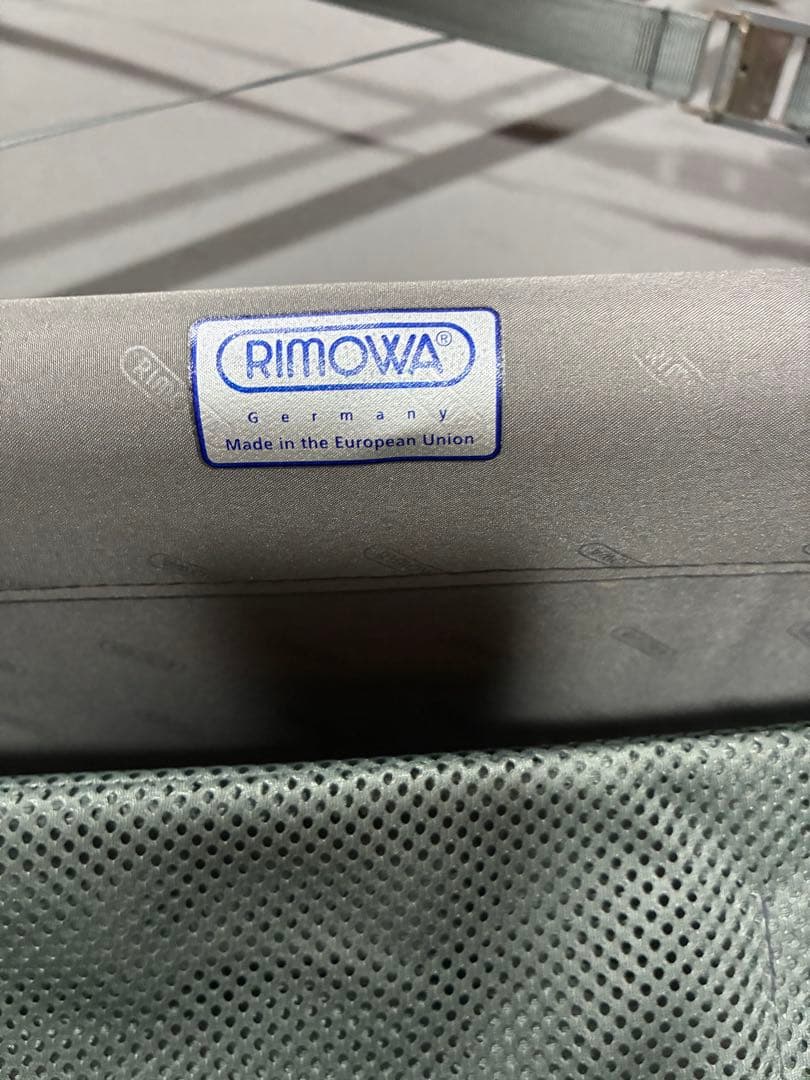 RIMOWA®
Germany
Made in the European Union